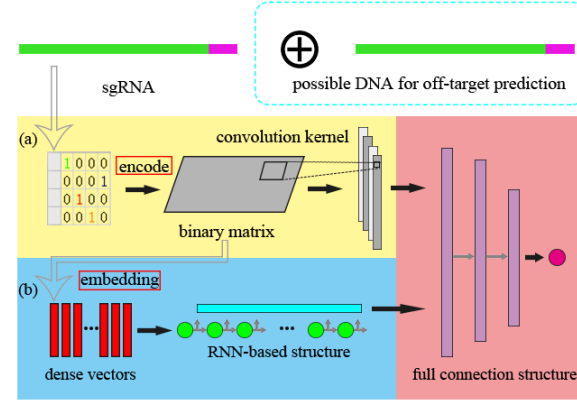 sgRNA
possible DNA for off-target prediction
(a)
convolution kernel
encode
1 0 0 0
0 0 0 1
0 1 0 0
0 0 1 0
binary matrix
(b)
embedding
...
...
dense vectors
RNN-based structure
full connection structure